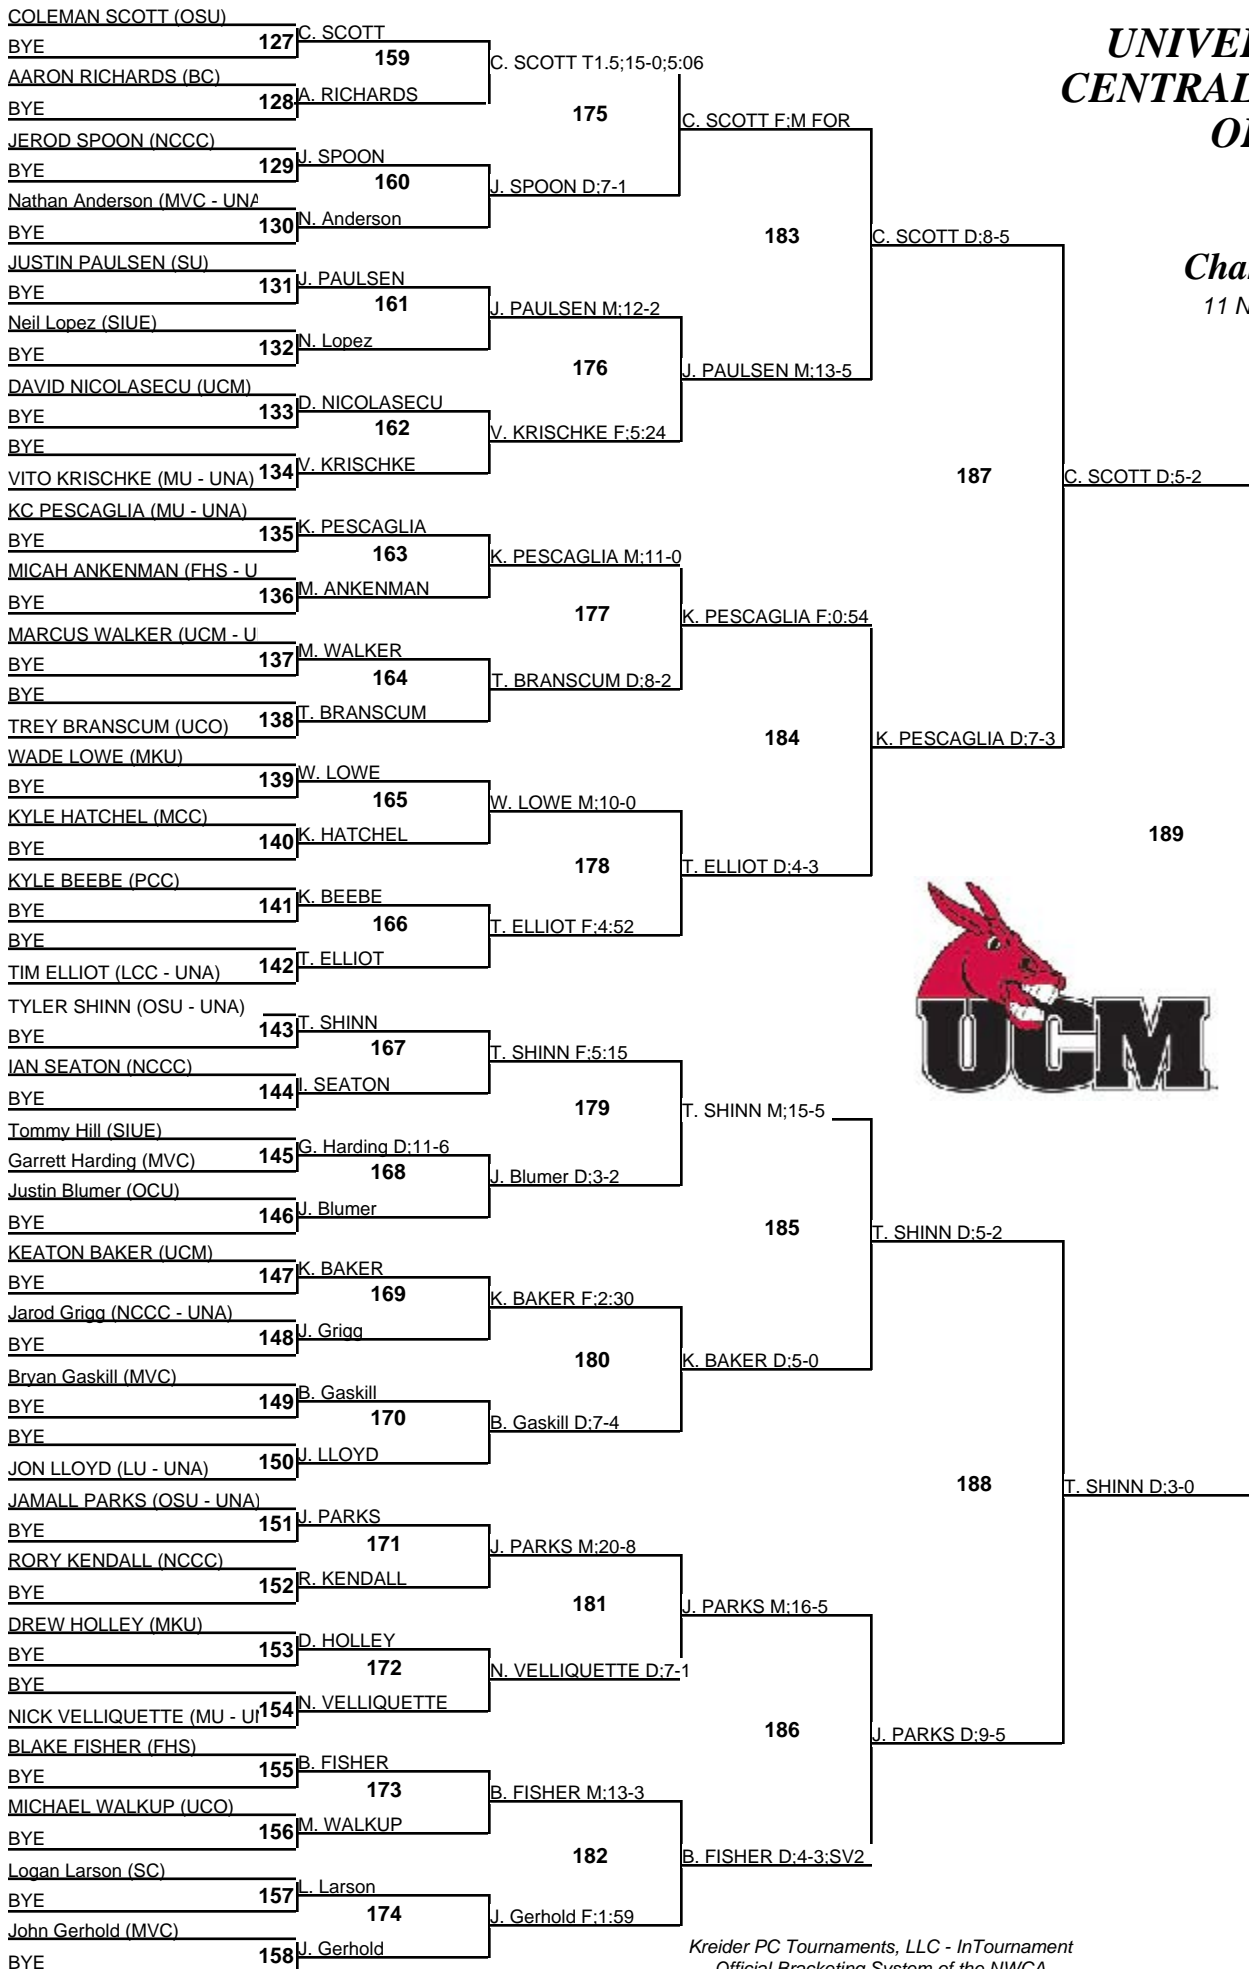 COLEMAN SCOTT (OSU)
BYE
127
C. SCOTT
159
AARON RICHARDS (BC)
BYE
128
A. RICHARDS
C. SCOTT T1.5;15-0;5:06
175
JEROD SPOON (NCCC)
BYE
129
J. SPOON
160
Nathan Anderson (MVC - UNA
BYE
130
N. Anderson
J. SPOON D;7-1
C. SCOTT F;M FOR
183
JUSTIN PAULSEN (SU)
BYE
131
J. PAULSEN
161
Neil Lopez (SIUE)
BYE
132
N. Lopez
J. PAULSEN M;12-2
176
DAVID NICOLASECU (UCM)
BYE
133
D. NICOLASECU
162
BYE
VITO KRISCHKE (MU - UNA)
134
V. KRISCHKE
V. KRISCHKE F;5:24
J. PAULSEN M;13-5
C. SCOTT D;8-5
187
KC PESCAGLIA (MU - UNA)
BYE
135
K. PESCAGLIA
163
MICAH ANKENMAN (FHS - U
BYE
136
M. ANKENMAN
K. PESCAGLIA M;11-0
177
MARCUS WALKER (UCM - U
BYE
137
M. WALKER
164
BYE
TREY BRANSCUM (UCO)
138
T. BRANSCUM
T. BRANSCUM D;8-2
K. PESCAGLIA F;0:54
184
WADE LOWE (MKU)
BYE
139
W. LOWE
165
KYLE HATCHEL (MCC)
BYE
140
K. HATCHEL
W. LOWE M;10-0
178
KYLE BEEBE (PCC)
BYE
141
K. BEEBE
166
BYE
TIM ELLIOT (LCC - UNA)
142
T. ELLIOT
T. ELLIOT F;4:52
T. ELLIOT D;4-3
K. PESCAGLIA D;7-3
C. SCOTT D;5-2
189
TYLER SHINN (OSU - UNA)
BYE
143
T. SHINN
167
IAN SEATON (NCCC)
BYE
144
I. SEATON
T. SHINN F;5:15
179
Tommy Hill (SIUE)
Garrett Harding (MVC)
145
G. Harding D;11-6
168
Justin Blumer (OCU)
BYE
146
J. Blumer
J. Blumer D;3-2
T. SHINN M;15-5
185
KEATON BAKER (UCM)
BYE
147
K. BAKER
169
Jarod Grigg (NCCC - UNA)
BYE
148
J. Grigg
K. BAKER F;2:30
180
Bryan Gaskill (MVC)
BYE
149
B. Gaskill
170
BYE
JON LLOYD (LU - UNA)
150
J. LLOYD
B. Gaskill D;7-4
K. BAKER D;5-0
T. SHINN D;5-2
188
JAMALL PARKS (OSU - UNA)
BYE
151
J. PARKS
171
RORY KENDALL (NCCC)
BYE
152
R. KENDALL
J. PARKS M;20-8
181
DREW HOLLEY (MKU)
BYE
153
D. HOLLEY
172
BYE
NICK VELLIQUETTE (MU - UN
154
N. VELLIQUETTE
N. VELLIQUETTE D;7-1
J. PARKS M;16-5
186
BLAKE FISHER (FHS)
BYE
155
B. FISHER
173
MICHAEL WALKUP (UCO)
BYE
156
M. WALKUP
B. FISHER M;13-3
182
Logan Larson (SC)
BYE
157
L. Larson
174
John Gerhold (MVC)
BYE
158
J. Gerhold
J. Gerhold F;1:59
B. FISHER D;4-3;SV2
J. PARKS D;9-5
T. SHINN D;3-0
UNIVE
CENTRAL
Cha
11 N
UCM
Kreider PC Tournaments, LLC - InTournament
Official Bracketing System of the NWCA